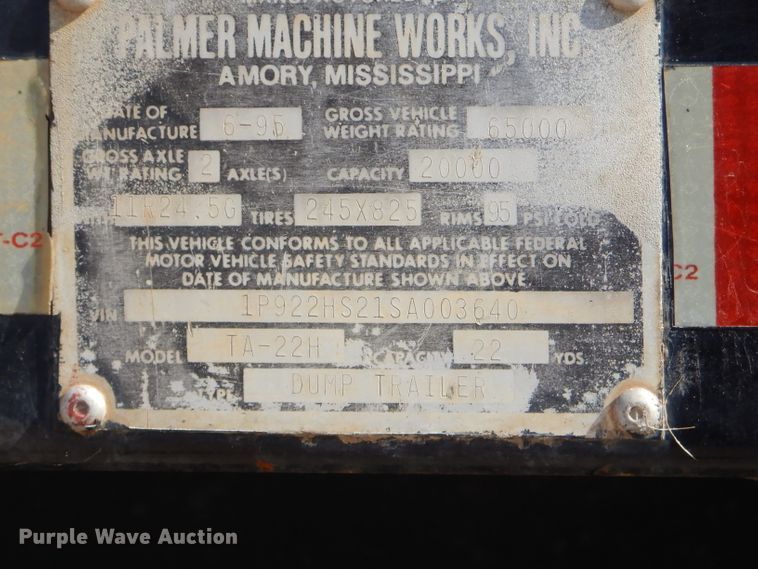 PALMER MACHINE WORKS, INC
AMORY, MISSISSIPPI
DATE OF MANUFACTURE 6-95 GROSS VEHICLE WEIGHT RATING 65000
GROSS AXLE WT RATING 2 AXLE(S) CAPACITY 20000
11R24.5G TIRES 245X825 RIMS 95 PSI COLD
THIS VEHICLE CONFORMS TO ALL APPLICABLE FEDERAL
MOTOR VEHICLE SAFETY STANDARDS IN EFFECT ON
DATE OF MANUFACTURE SHOWN ABOVE
VIN 1P922HS21SA003640
MODEL TA-22H CAPACITY 22 YDS
TYPE DUMP TRAILER
T-C2
C2
Purple Wave Auction